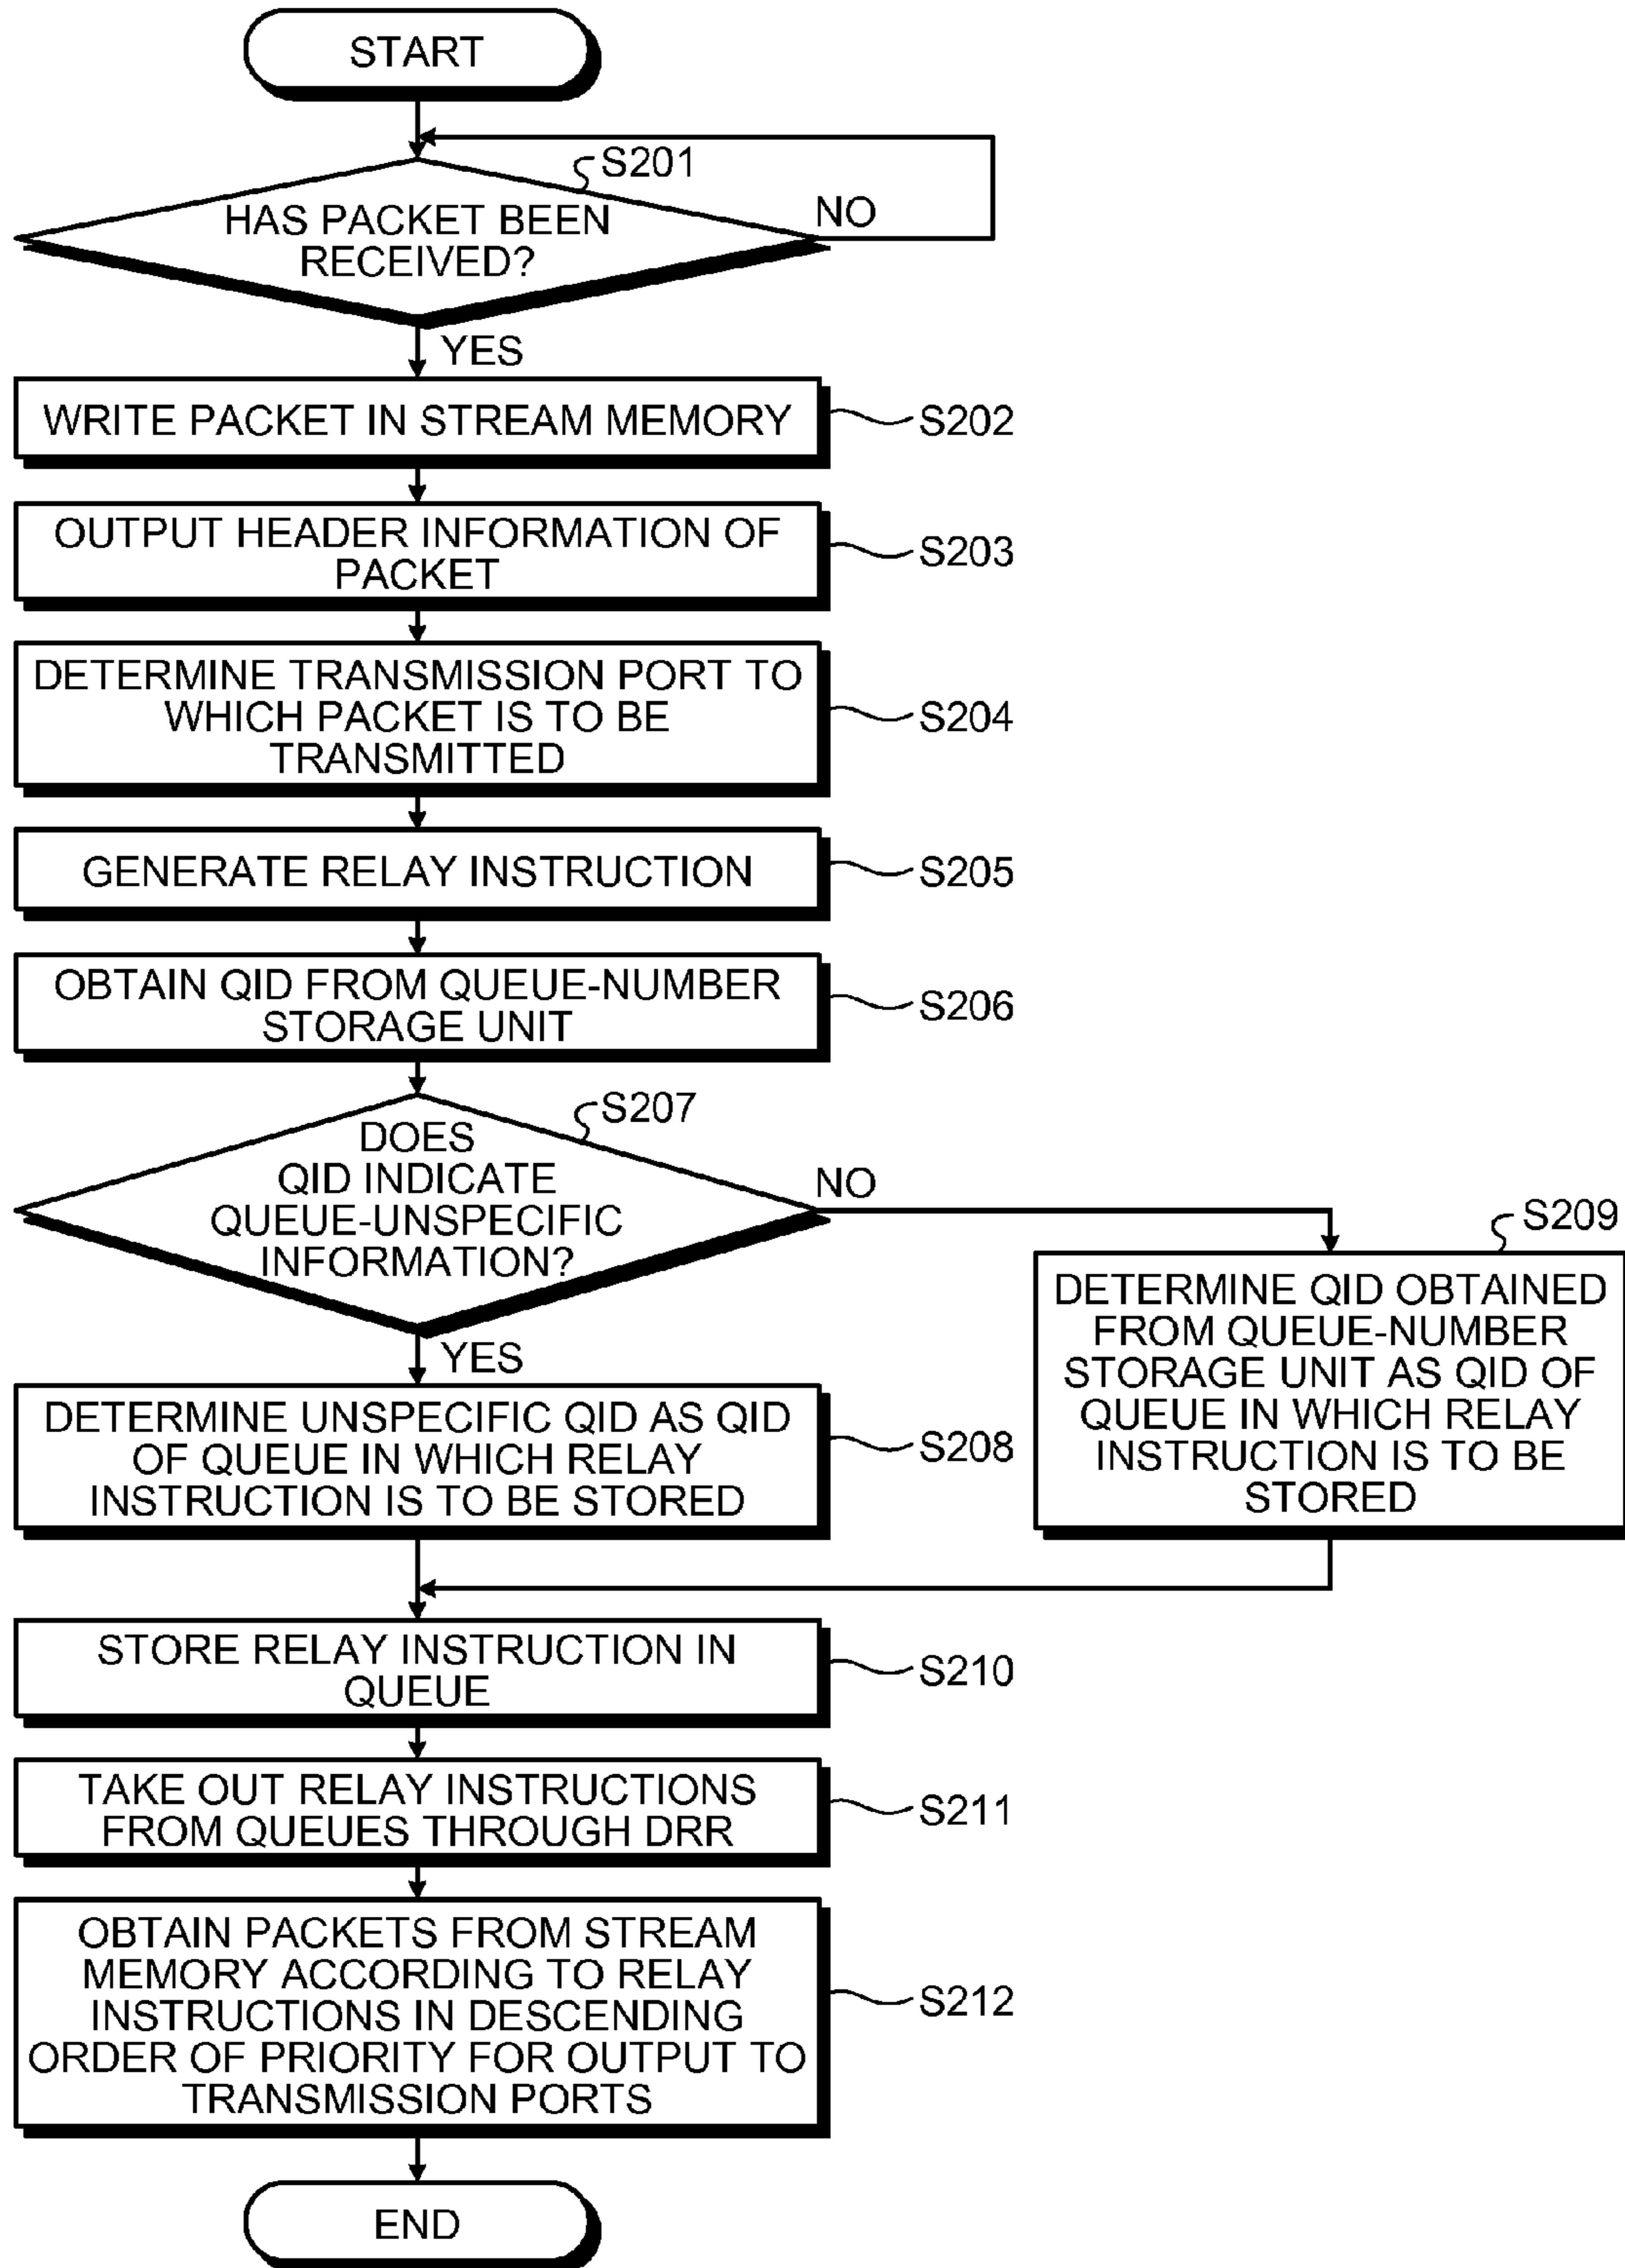 START
S201
HAS PACKET BEEN
RECEIVED?
NO
YES
WRITE PACKET IN STREAM MEMORY
S202
OUTPUT HEADER INFORMATION OF
PACKET
S203
DETERMINE TRANSMISSION PORT TO
WHICH PACKET IS TO BE
TRANSMITTED
S204
GENERATE RELAY INSTRUCTION
S205
OBTAIN QID FROM QUEUE-NUMBER
STORAGE UNIT
S206
S207
DOES
QID INDICATE
QUEUE-UNSPECIFIC
INFORMATION?
NO
YES
S209
DETERMINE QID OBTAINED
FROM QUEUE-NUMBER
STORAGE UNIT AS QID OF
QUEUE IN WHICH RELAY
INSTRUCTION IS TO BE
STORED
DETERMINE UNSPECIFIC QID AS QID
OF QUEUE IN WHICH RELAY
INSTRUCTION IS TO BE STORED
S208
STORE RELAY INSTRUCTION IN
QUEUE
S210
TAKE OUT RELAY INSTRUCTIONS
FROM QUEUES THROUGH DRR
S211
OBTAIN PACKETS FROM STREAM
MEMORY ACCORDING TO RELAY
INSTRUCTIONS IN DESCENDING
ORDER OF PRIORITY FOR OUTPUT TO
TRANSMISSION PORTS
S212
END